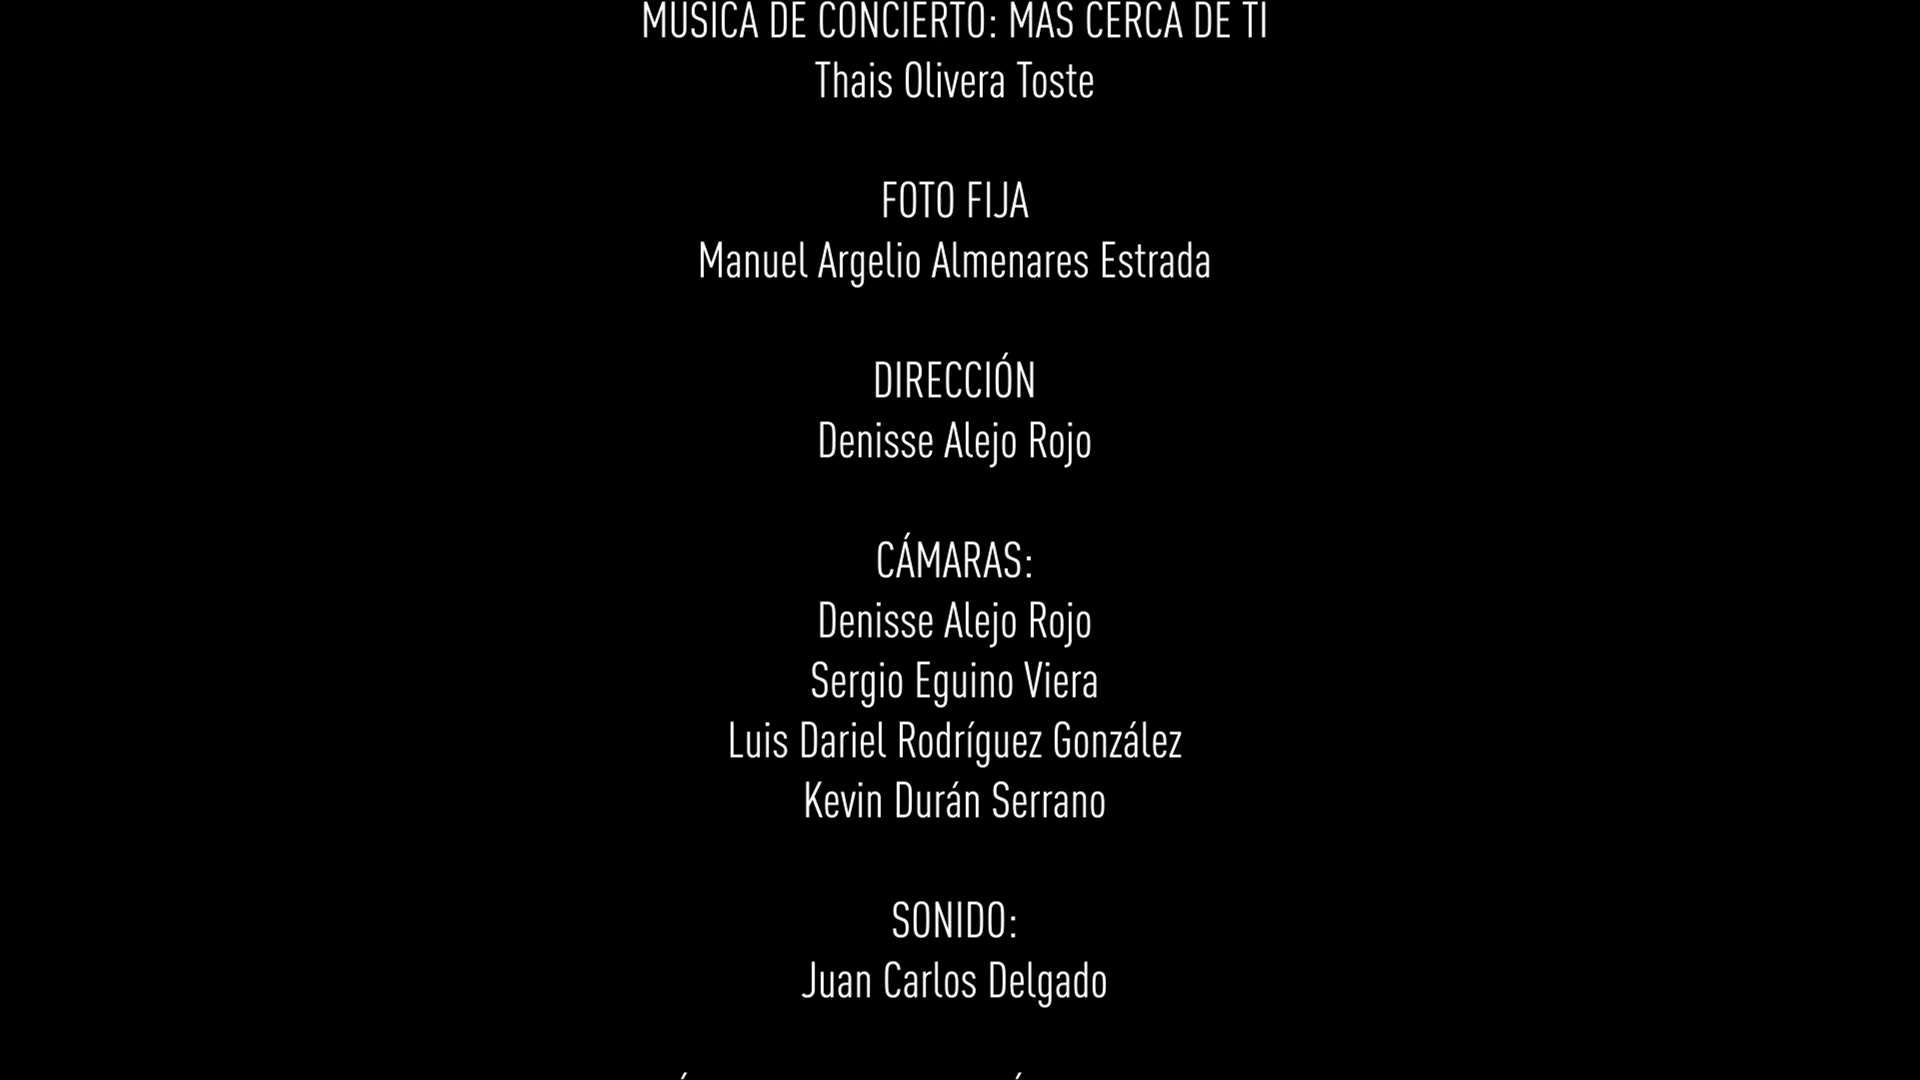 MÚSICA DE CONCIERTO: MÁS CERCA DE TI
Thais Olivera Toste
FOTO FIJA
Manuel Argelio Almenares Estrada
DIRECCIÓN
Denisse Alejo Rojo
CÁMARAS:
Denisse Alejo Rojo
Sergio Eguino Viera
Luis Dariel Rodríguez González
Kevin Durán Serrano
SONIDO:
Juan Carlos Delgado